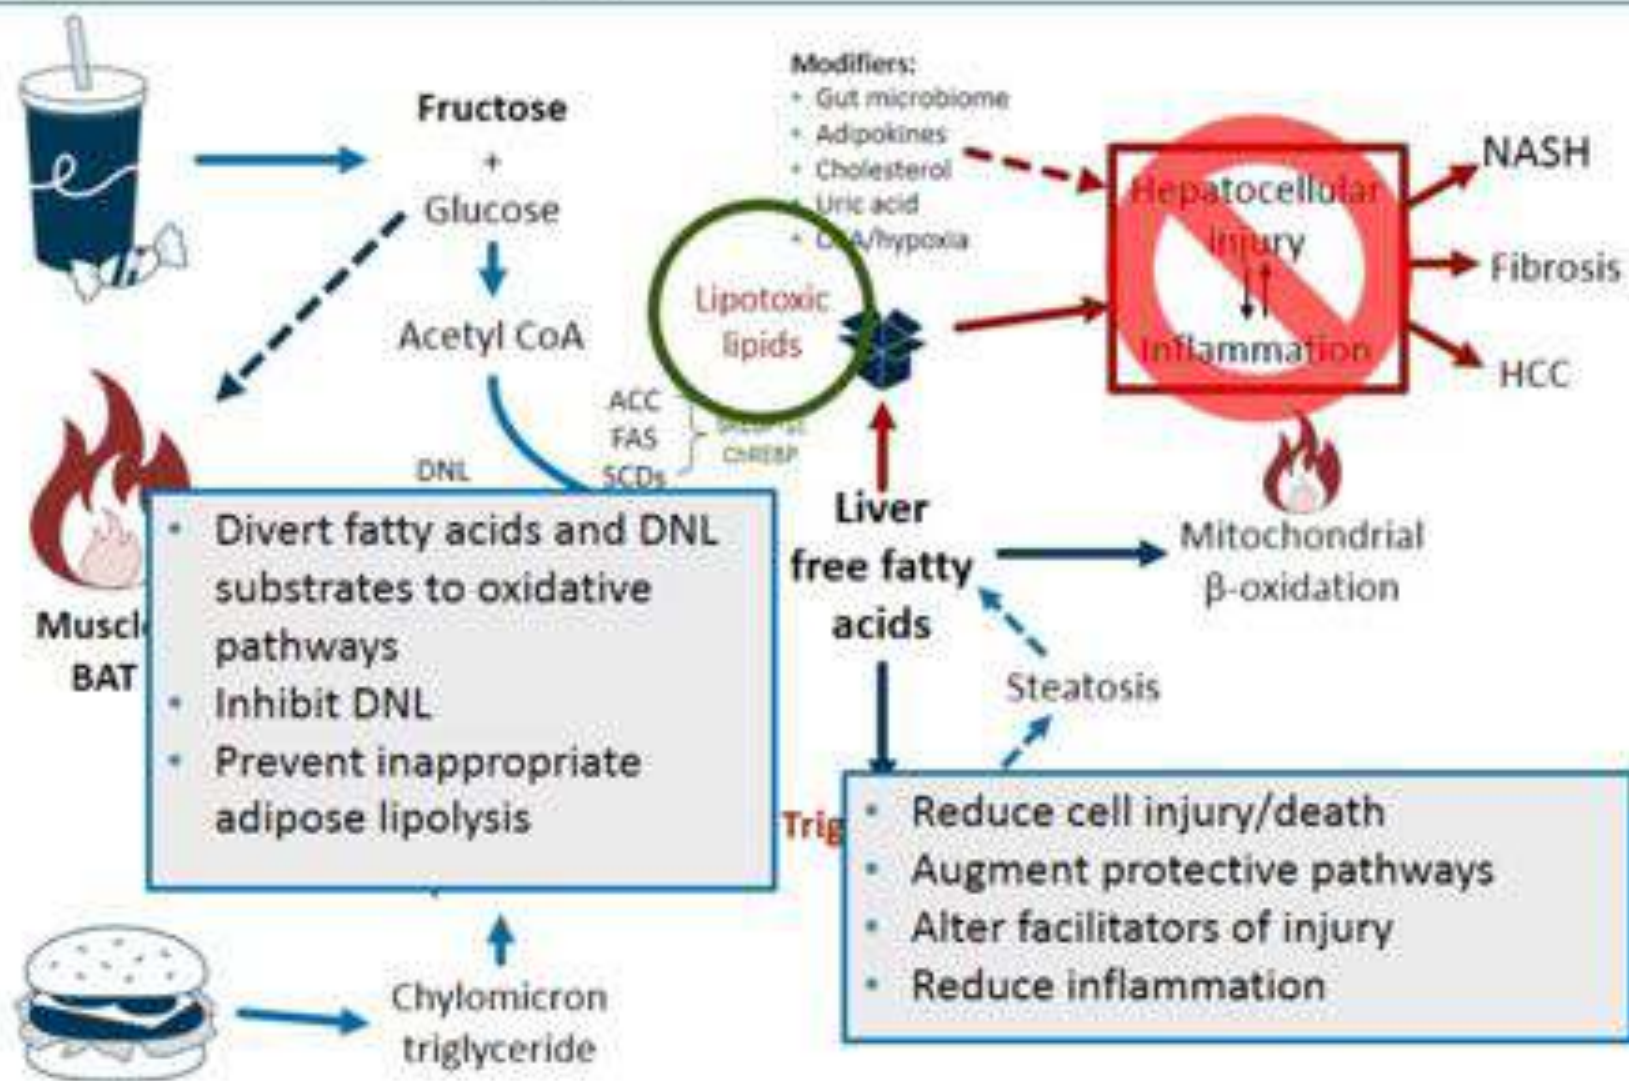 Modifiers:
• Gut microbiome
• Adipokines
• Cholesterol
• Uric acid
/hypoxia
Fructose
+
Glucose
Acetyl CoA
Lipotoxic
lipids
Hepatocellular
injury
Inflammation
NASH
Fibrosis
HCC
ACC
FAS
SCDs
ChREBP
DNL
Liver
free fatty
acids
Mitochondrial
β-oxidation
Steatosis
Muscl
BAT
• Divert fatty acids and DNL
substrates to oxidative
pathways
• Inhibit DNL
• Prevent inappropriate
adipose lipolysis
Trig
• Reduce cell injury/death
• Augment protective pathways
• Alter facilitators of injury
• Reduce inflammation
Chylomicron
triglyceride